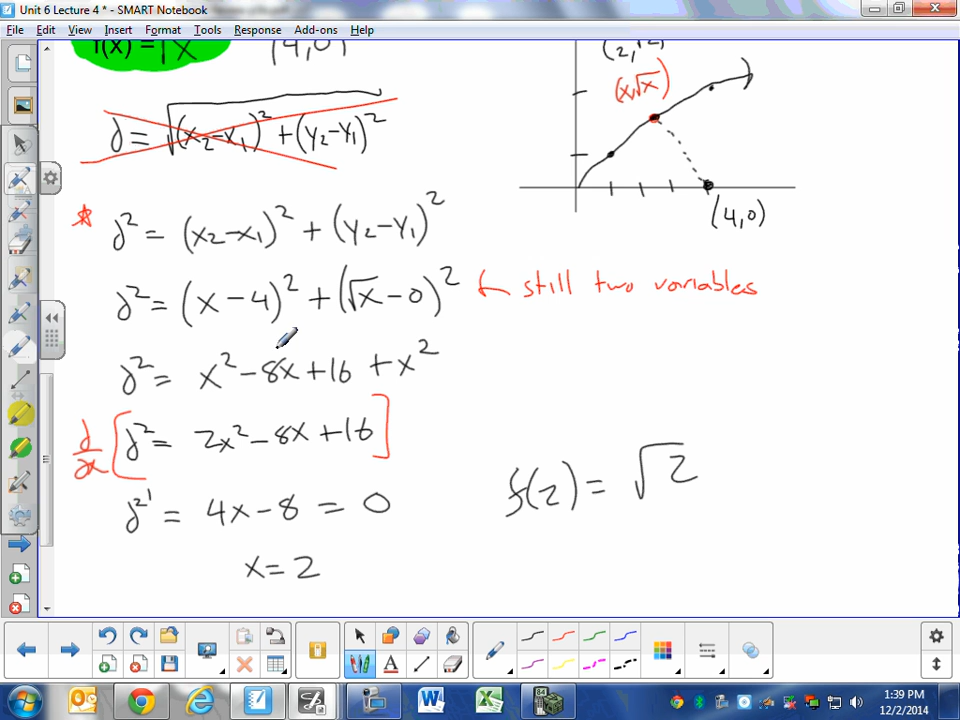 Unit 6 Lecture 4 * - SMART Notebook
File Edit View Insert Format Tools Response Add-ons Help
f(x) = √x (4,0)
(x,√x)
d = √(x₂-x₁)² + (y₂-y₁)²
(4,0)
* d² = (x₂-x₁)² + (y₂-y₁)²
d² = (x - 4)² + (√x - 0)² ← still two variables
d² = x² - 8x + 16 + x²
d/dx [d² = 2x² - 8x + 16]
d²' = 4x - 8 = 0
f(2) = √2
x = 2
A
1:39 PM
12/2/2014